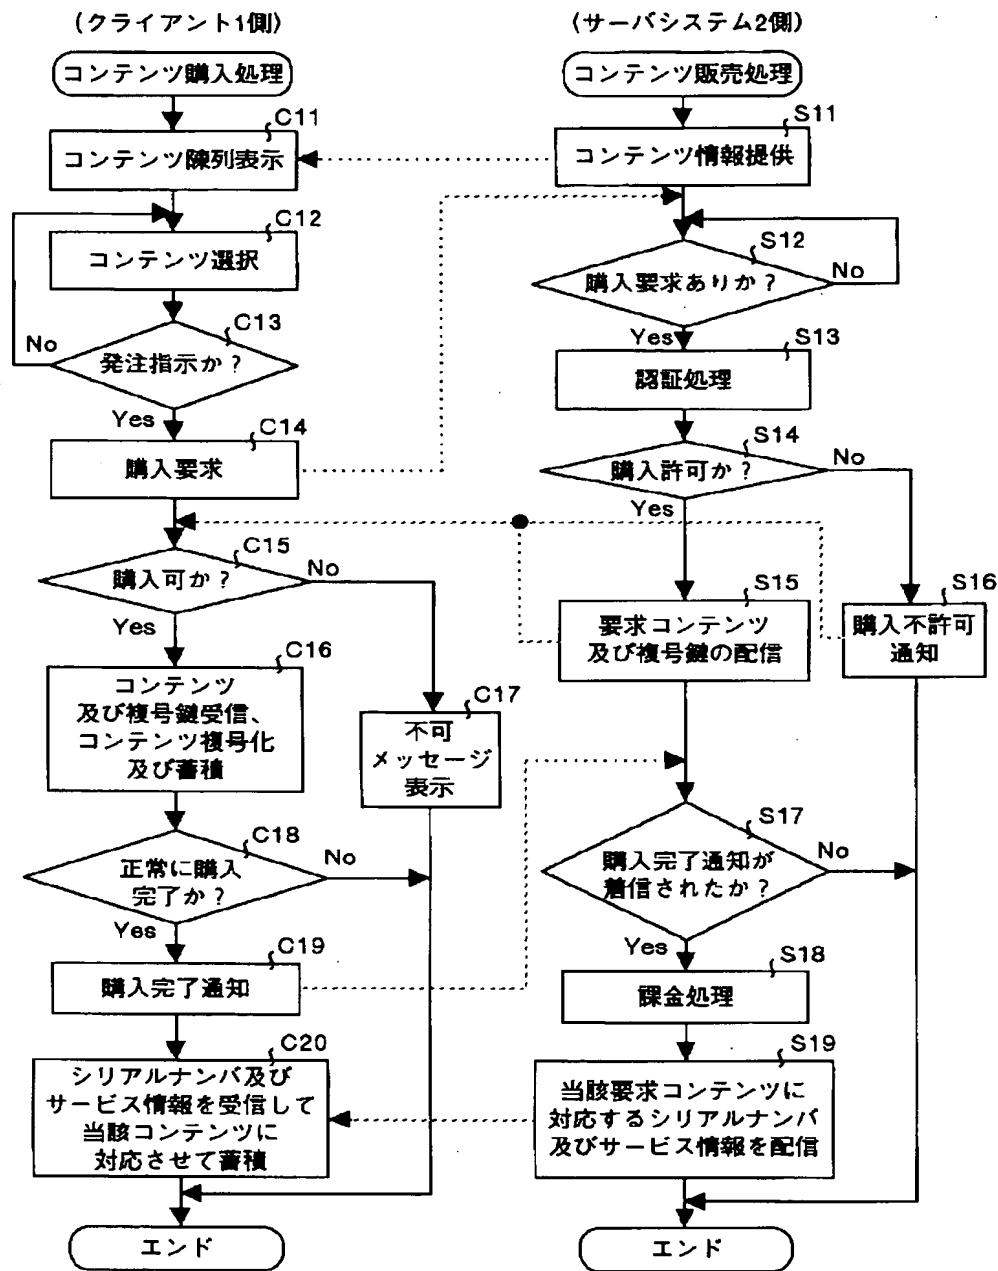 (クライアント1側)
コンテンツ購入処理
C11
コンテンツ陳列表示
C12
コンテンツ選択
C13
発注指示か?
No
Yes
C14
購入要求
C15
購入可か?
No
Yes
C16
コンテンツ
及び複号鍵受信、
コンテンツ複号化
及び蓄積
C17
不可
メッセージ
表示
C18
正常に購入
完了か?
No
Yes
C19
購入完了通知
C20
シリアルナンバ及び
サービス情報を受信して
当該コンテンツに
対応させて蓄積
エンド
(サーバシステム2側)
コンテンツ販売処理
S11
コンテンツ情報提供
S12
購入要求ありか?
No
Yes
S13
認証処理
S14
購入許可か?
No
Yes
S15
要求コンテンツ
及び複号鍵の配信
S16
購入不許可
通知
S17
購入完了通知が
着信されたか?
No
Yes
S18
課金処理
S19
当該要求コンテンツに
対応するシリアルナンバ
及びサービス情報を配信
エンド